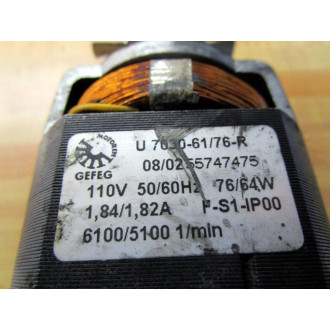 MOTOREN
GEFEG
U 7030-61/76-R
08/0255747475
110V 50/60Hz 76/64W
1,84/1,82A F-S1-IP00
6100/5100 1/min